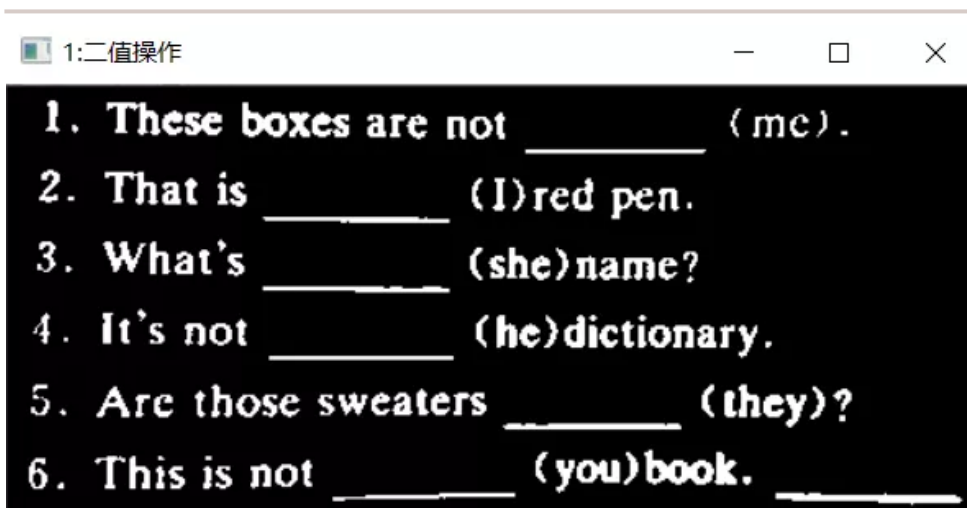 1:二值操作
1. These boxes are not ________ (mc).
2. That is ________ (I)red pen.
3. What's ________ (she)name?
4. It's not ________ (he)dictionary.
5. Are those sweaters ________ (they)?
6. This is not ________ (you)book. ________